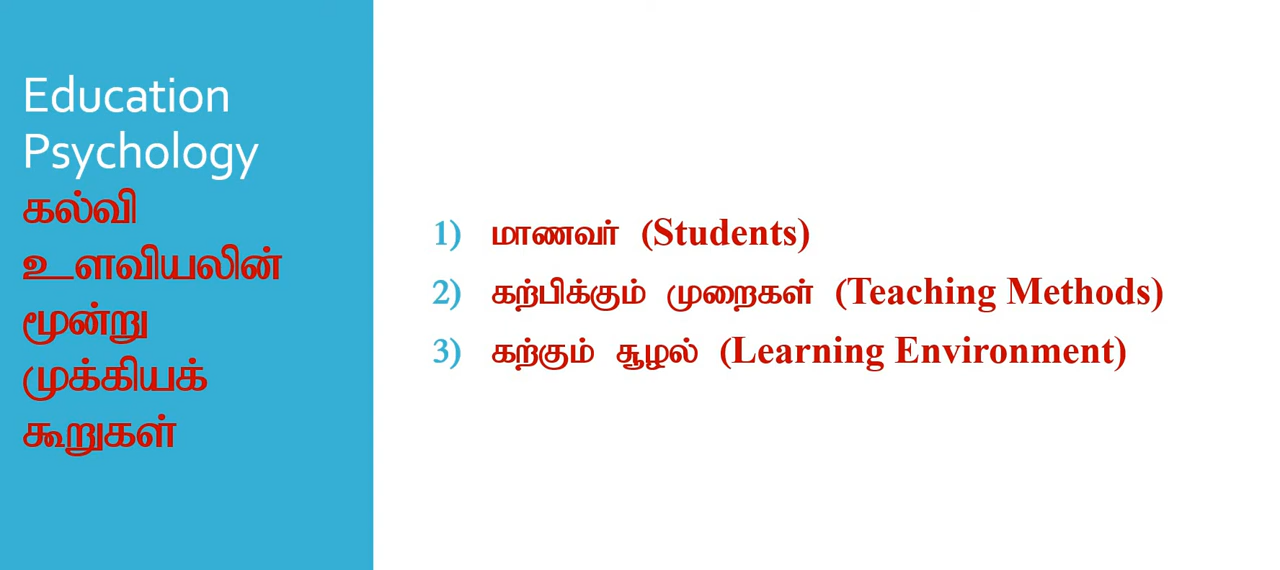 Education
Psychology
கல்வி
உளவியலின்
மூன்று
முக்கியக்
கூறுகள்
1) மாணவர் (Students)
2) கற்பிக்கும் முறைகள் (Teaching Methods)
3) கற்கும் சூழல் (Learning Environment)